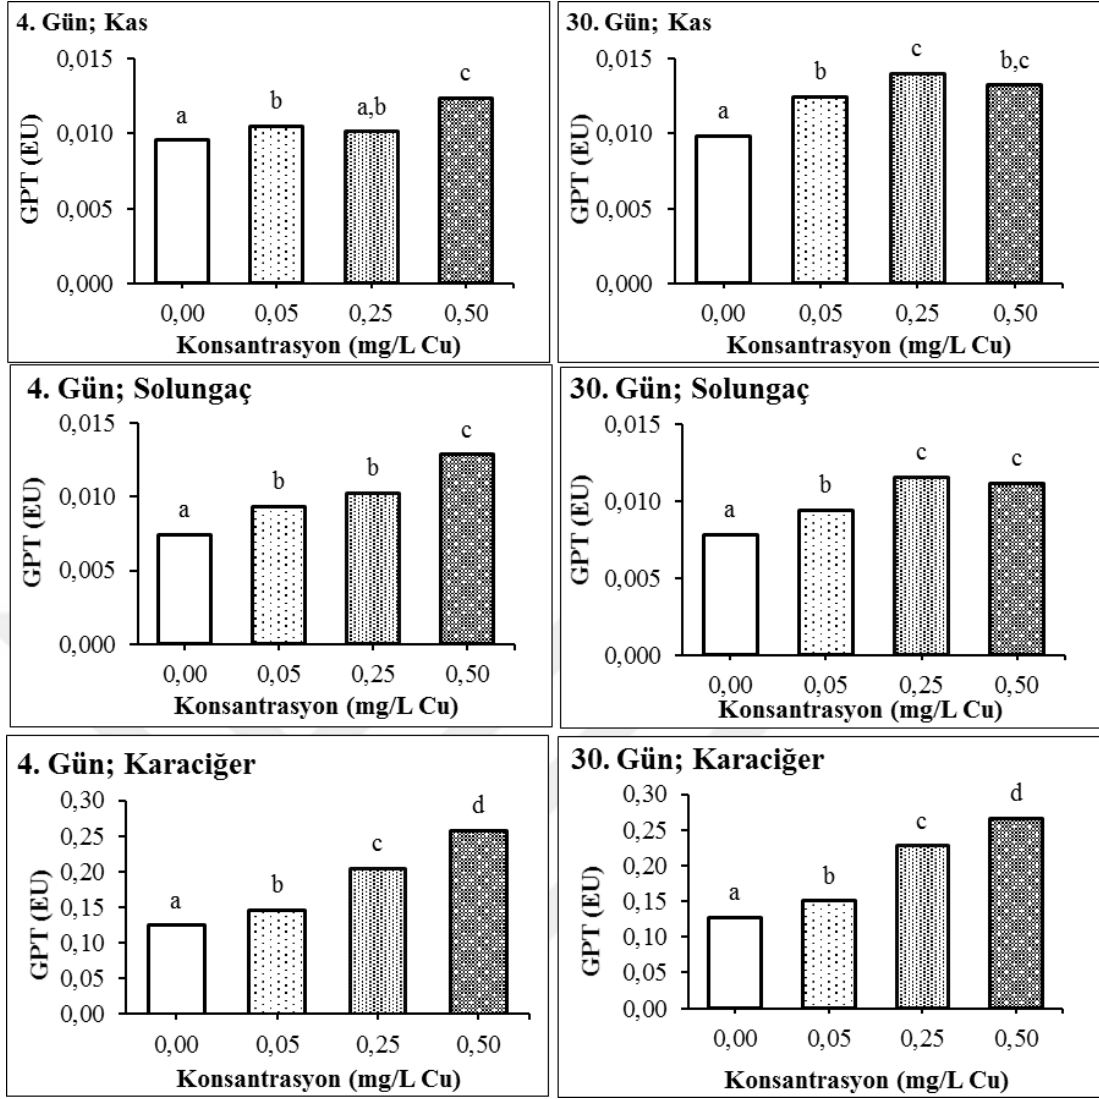 4. Gün; Kas
0,015
0,010
0,005
0,000
GPT (EU)
a
b
a,b
c
0,00 0,05 0,25 0,50
Konsantrasyon (mg/L Cu)
30. Gün; Kas
0,015
0,010
0,005
0,000
GPT (EU)
a
b
c
b,c
0,00 0,05 0,25 0,50
Konsantrasyon (mg/L Cu)
4. Gün; Solungaç
0,015
0,010
0,005
0,000
GPT (EU)
a
b
b
c
0,00 0,05 0,25 0,50
Konsantrasyon (mg/L Cu)
30. Gün; Solungaç
0,015
0,010
0,005
0,000
GPT (EU)
a
b
c
c
0,00 0,05 0,25 0,50
Konsantrasyon (mg/L Cu)
4. Gün; Karaciğer
0,30
0,25
0,20
0,15
0,10
0,05
0,00
GPT (EU)
a
b
c
d
0,00 0,05 0,25 0,50
Konsantrasyon (mg/L Cu)
30. Gün; Karaciğer
0,30
0,25
0,20
0,15
0,10
0,05
0,00
GPT (EU)
a
b
c
d
0,00 0,05 0,25 0,50
Konsantrasyon (mg/L Cu)